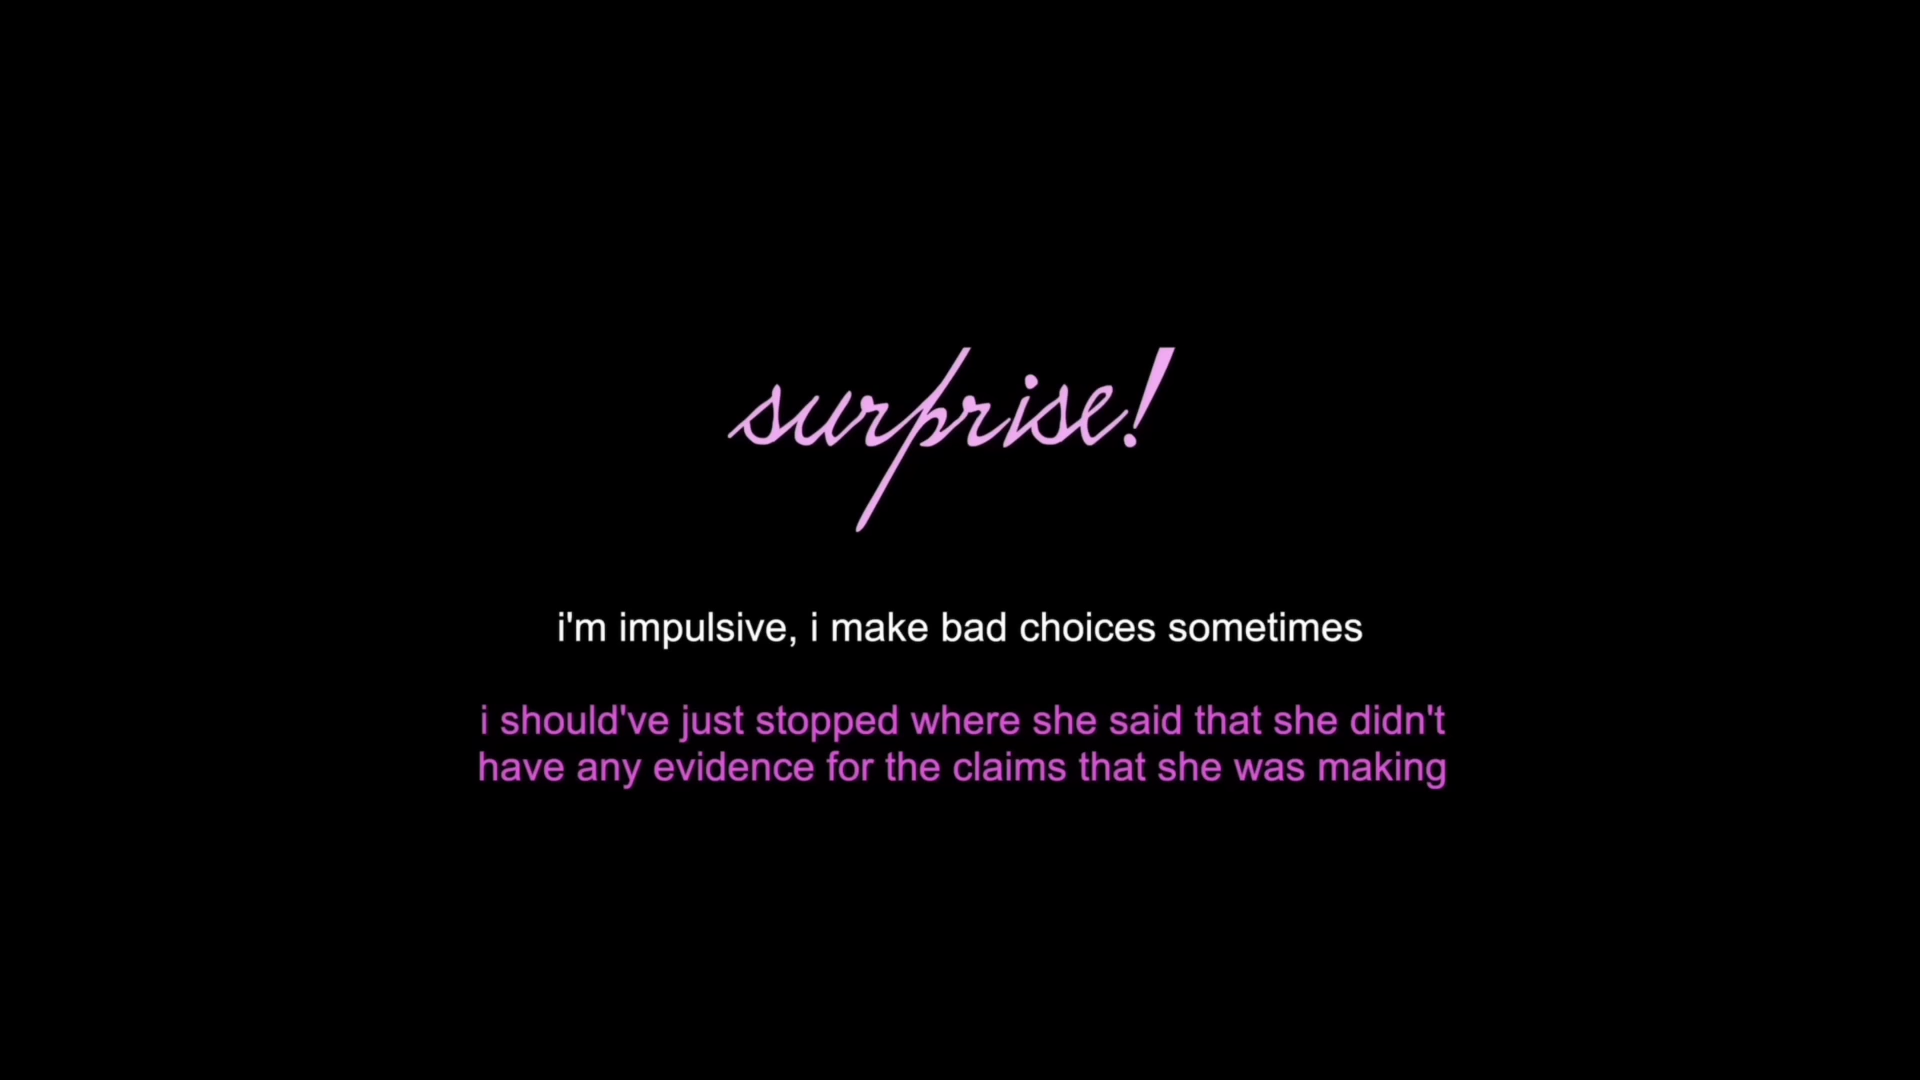 surprise!
i'm impulsive, i make bad choices sometimes
i should've just stopped where she said that she didn't
have any evidence for the claims that she was making